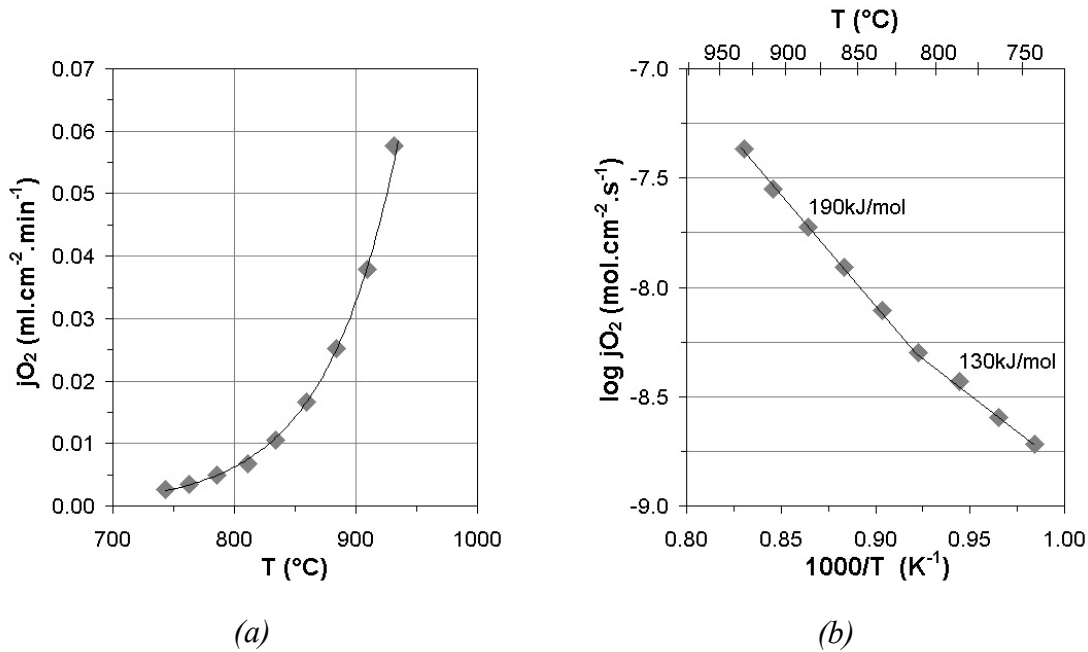 0.07
0.06
0.05
0.04
0.03
0.02
0.01
0.00
jO₂ (ml.cm⁻².min⁻¹)
700 800 900 1000
T (°C)
(a)
T (°C)
950 900 850 800 750
-7.0
-7.5
-8.0
-8.5
-9.0
log jO₂ (mol.cm⁻².s⁻¹)
190kJ/mol
130kJ/mol
0.80 0.85 0.90 0.95 1.00
1000/T (K⁻¹)
(b)